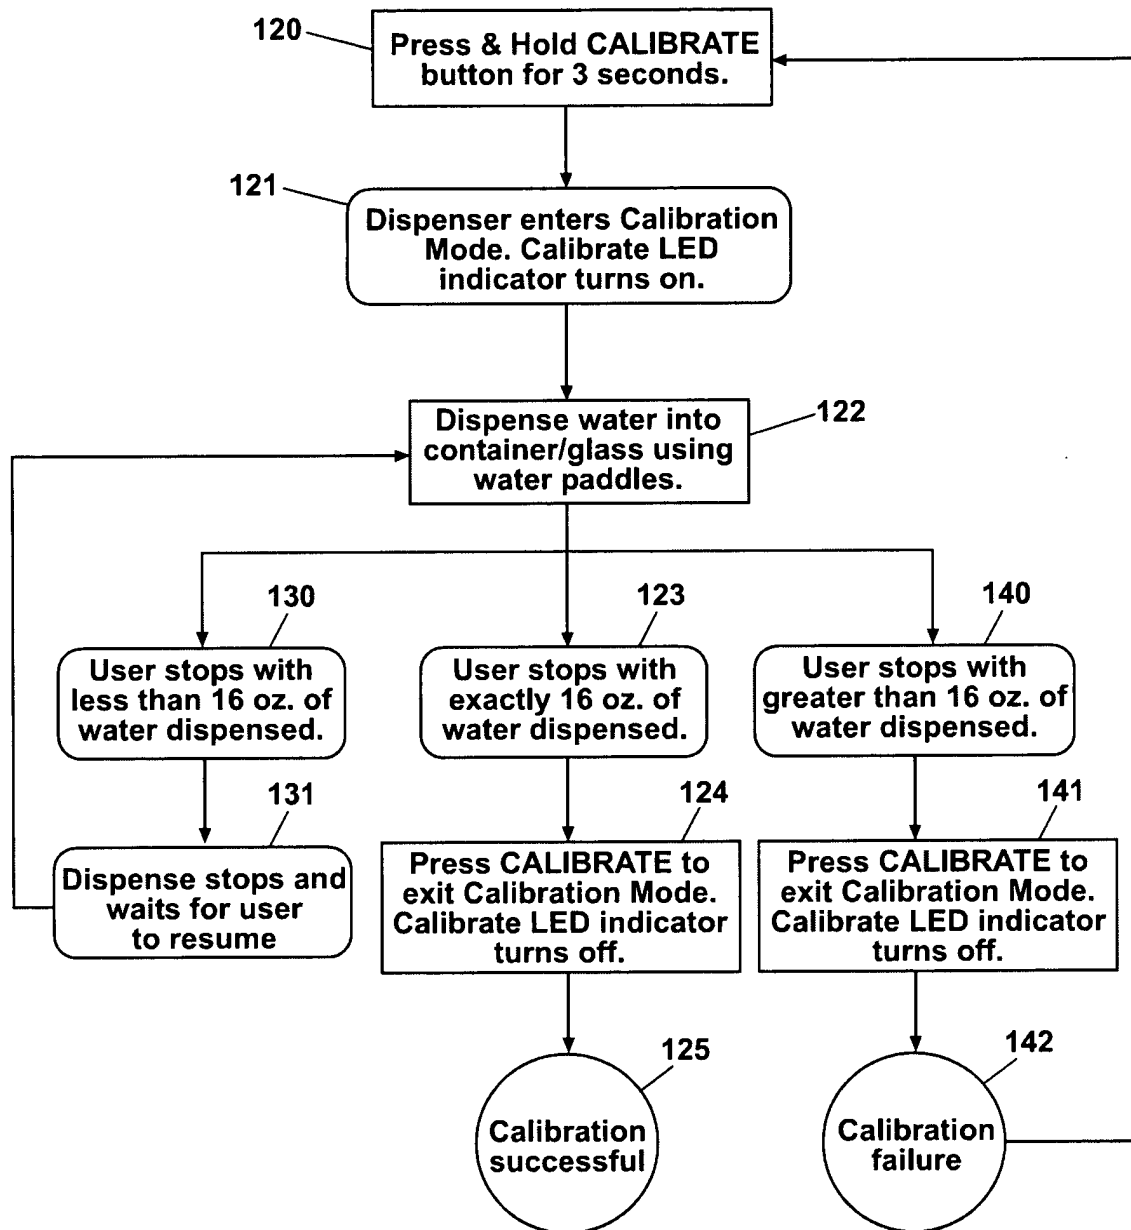 120
Press & Hold CALIBRATE
button for 3 seconds.
121
Dispenser enters Calibration
Mode. Calibrate LED
indicator turns on.
122
Dispense water into
container/glass using
water paddles.
130
User stops with
less than 16 oz. of
water dispensed.
123
User stops with
exactly 16 oz. of
water dispensed.
140
User stops with
greater than 16 oz. of
water dispensed.
131
Dispense stops and
waits for user
to resume
124
Press CALIBRATE to
exit Calibration Mode.
Calibrate LED indicator
turns off.
141
Press CALIBRATE to
exit Calibration Mode.
Calibrate LED indicator
turns off.
125
Calibration
successful
142
Calibration
failure